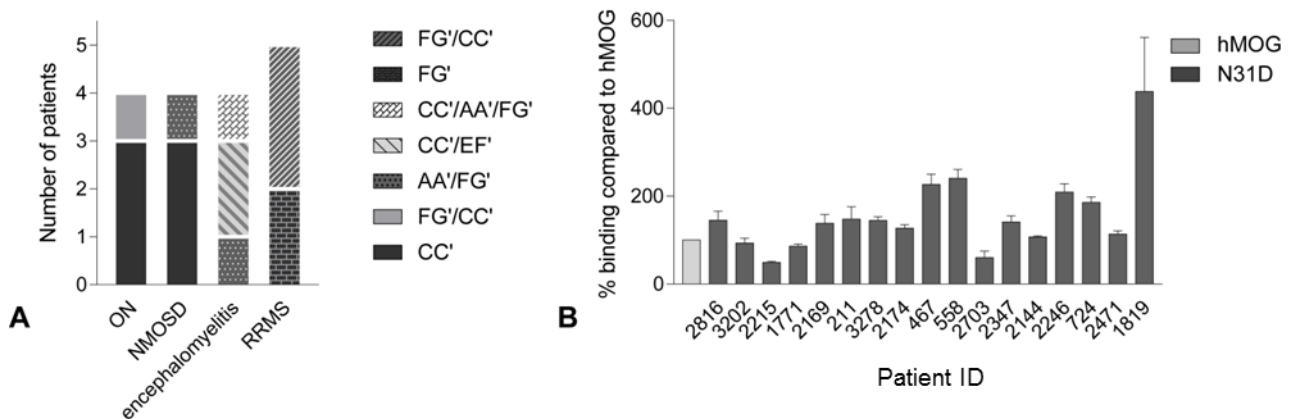 Number of patients
5
4
3
2
1
0
ON
NMOSD
encephalomyelitis
RRMS
FG'/CC'
FG'
CC'/AA'/FG'
CC'/EF'
AA'/FG'
FG'/CC'
CC'
A
% binding compared to hMOG
600
400
200
0
2816
3202
2215
1771
2169
211
3278
2174
467
558
2703
2347
2144
2246
724
2471
1819
Patient ID
hMOG
N31D
B